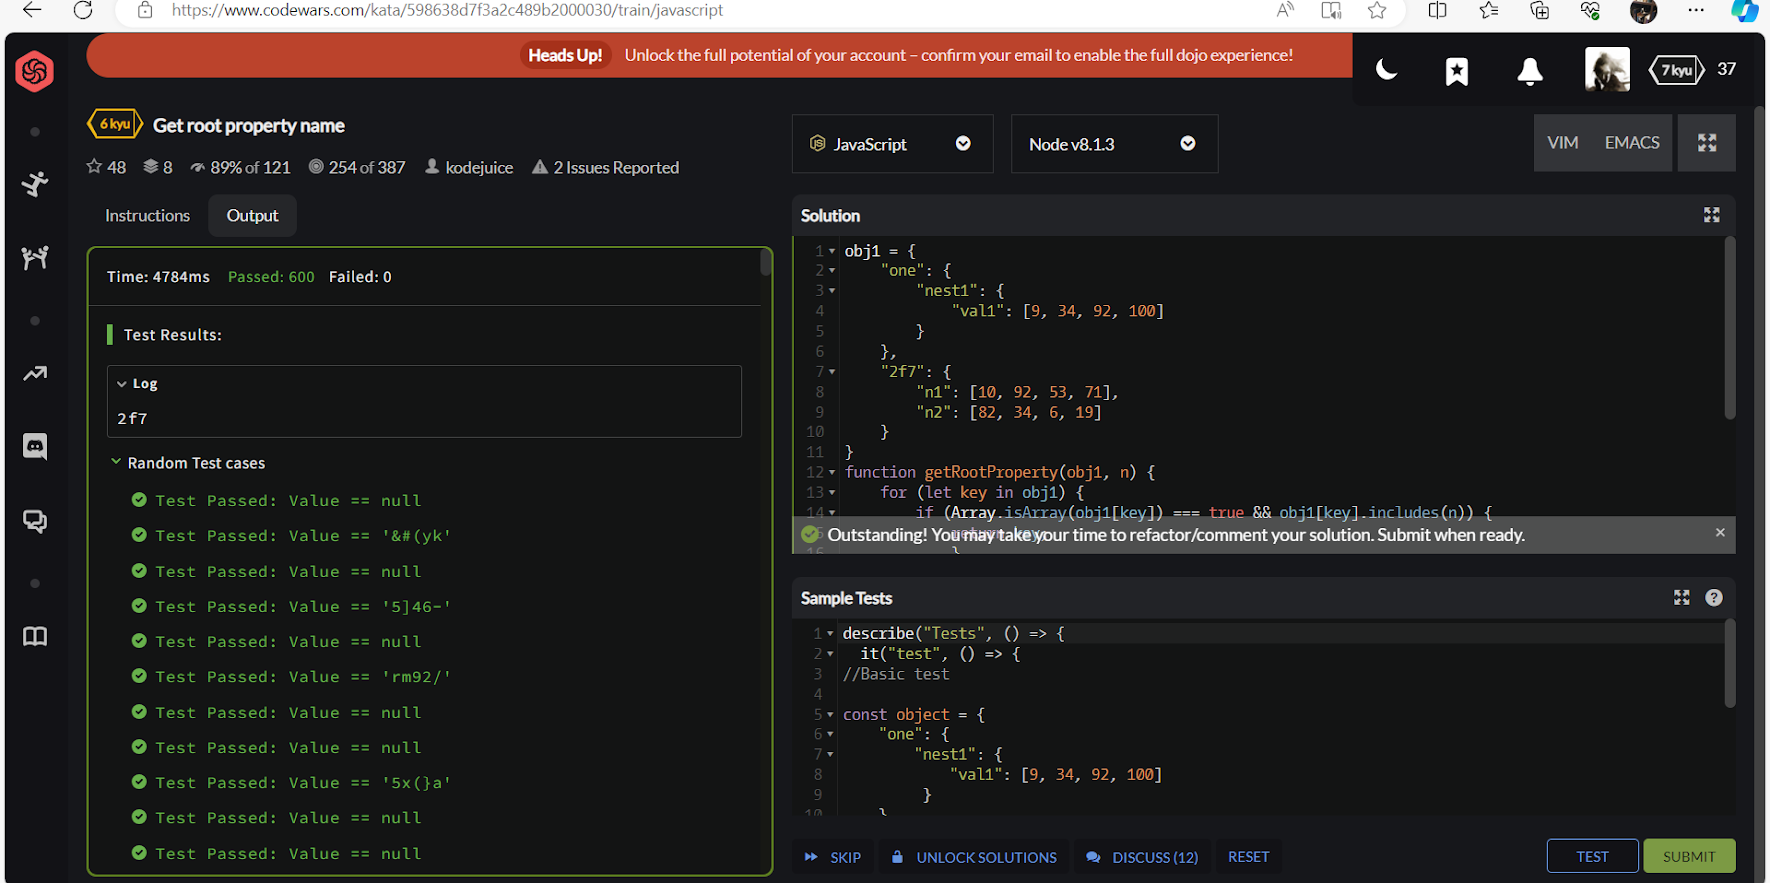 https://www.codewars.com/kata/598638d7f3a2c489b2000030/train/javascript
Heads Up! Unlock the full potential of your account – confirm your email to enable the full dojo experience!
7 kyu 37
6 kyu Get root property name
48 8 89% of 121 254 of 387 kodejuice 2 Issues Reported
JavaScript
Node v8.1.3
VIM EMACS
Instructions Output
Time: 4784ms Passed: 600 Failed: 0
Test Results:
Log
2f7
Random Test cases
Test Passed: Value == null
Test Passed: Value == '&#(yk'
Test Passed: Value == null
Test Passed: Value == '5]46-'
Test Passed: Value == null
Test Passed: Value == 'rm92/'
Test Passed: Value == null
Test Passed: Value == null
Test Passed: Value == '5x(}a'
Test Passed: Value == null
Test Passed: Value == null
Solution
1 obj1 = {
2 "one": {
3 "nest1": {
4 "val1": [9, 34, 92, 100]
5 }
6 },
7 "2f7": {
8 "n1": [10, 92, 53, 71],
9 "n2": [82, 34, 6, 19]
10 }
11 }
12 function getRootProperty(obj1, n) {
13 for (let key in obj1) {
14 if (Array.isArray(obj1[key]) === true && obj1[key].includes(n)) {
Outstanding! You may take your time to refactor/comment your solution. Submit when ready.
Sample Tests
1 describe("Tests", () => {
2 it("test", () => {
3 //Basic test
4
5 const object = {
6 "one": {
7 "nest1": {
8 "val1": [9, 34, 92, 100]
9 }
10 }
SKIP UNLOCK SOLUTIONS DISCUSS (12) RESET
TEST SUBMIT